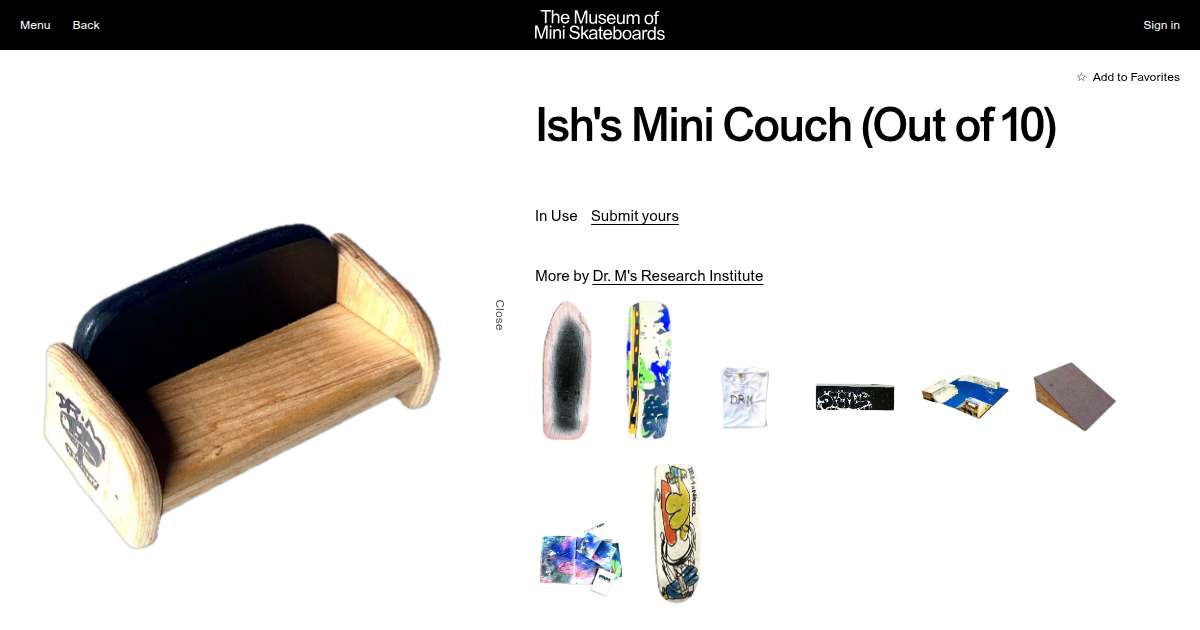 Menu
Back
The Museum of
Mini Skateboards
Sign in
☆ Add to Favorites
Ish's Mini Couch (Out of 10)
In Use
Submit yours
More by Dr. M's Research Institute
Close
DRM